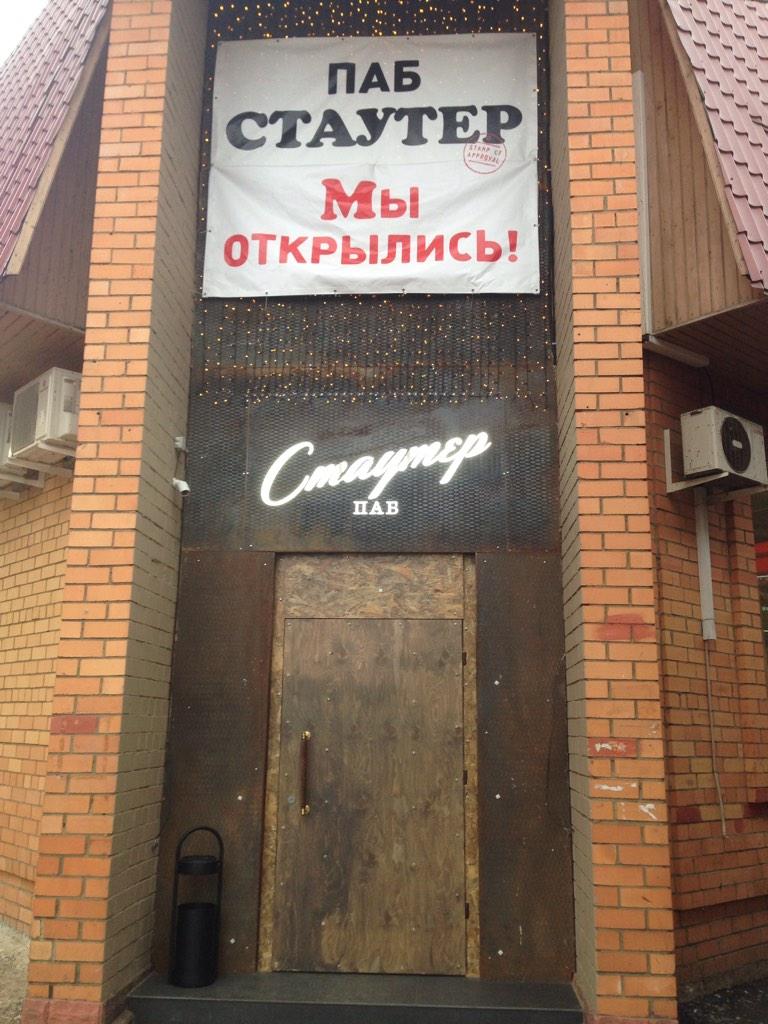 ПАБ
СТАУТЕР
STAMP OF
APPROVAL
Мы
ОТКРЫЛИСЬ!
Стаутер
ПАБ